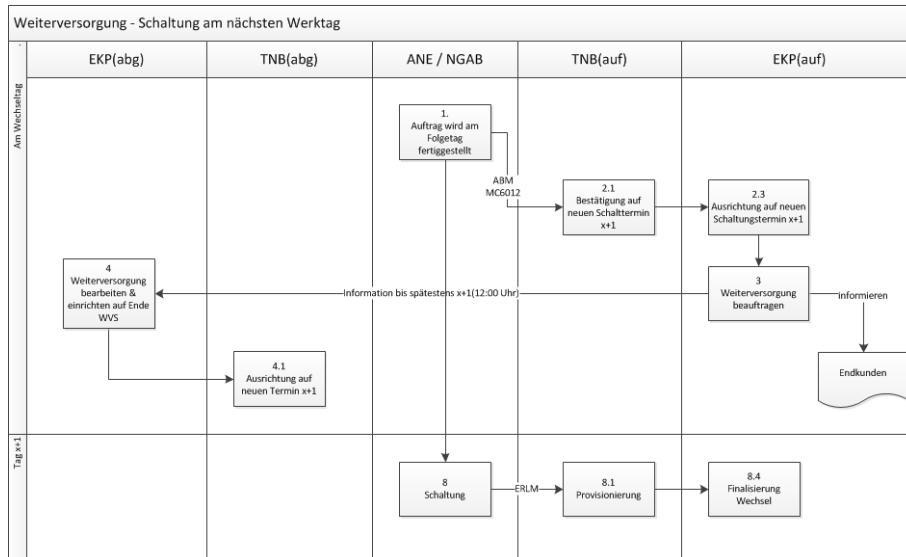 Weiterversorgung - Schaltung am nächsten Werktag
EKP(abg)
TNB(abg)
ANE / NGAB
TNB(auf)
EKP(auf)
Am Wechseltag
1.
Auftrag wird am
Folgetag
fertiggestellt
ABM
MC6012
2.1
Bestätigung auf
neuen Schalttermin
x+1
2.3
Ausrichtung auf neuen
Schaltungstermin x+1
4
Weiterversorgung
bearbeiten &
einrichten auf Ende
WVS
Information bis spätestens x+1(12:00 Uhr)
3
Weiterversorgung
beauftragen
informieren
4.1
Ausrichtung auf
neuen Termin x+1
Endkunden
Tag x+1
8
Schaltung
ERLM
8.1
Provisionierung
8.4
Finalisierung
Wechsel